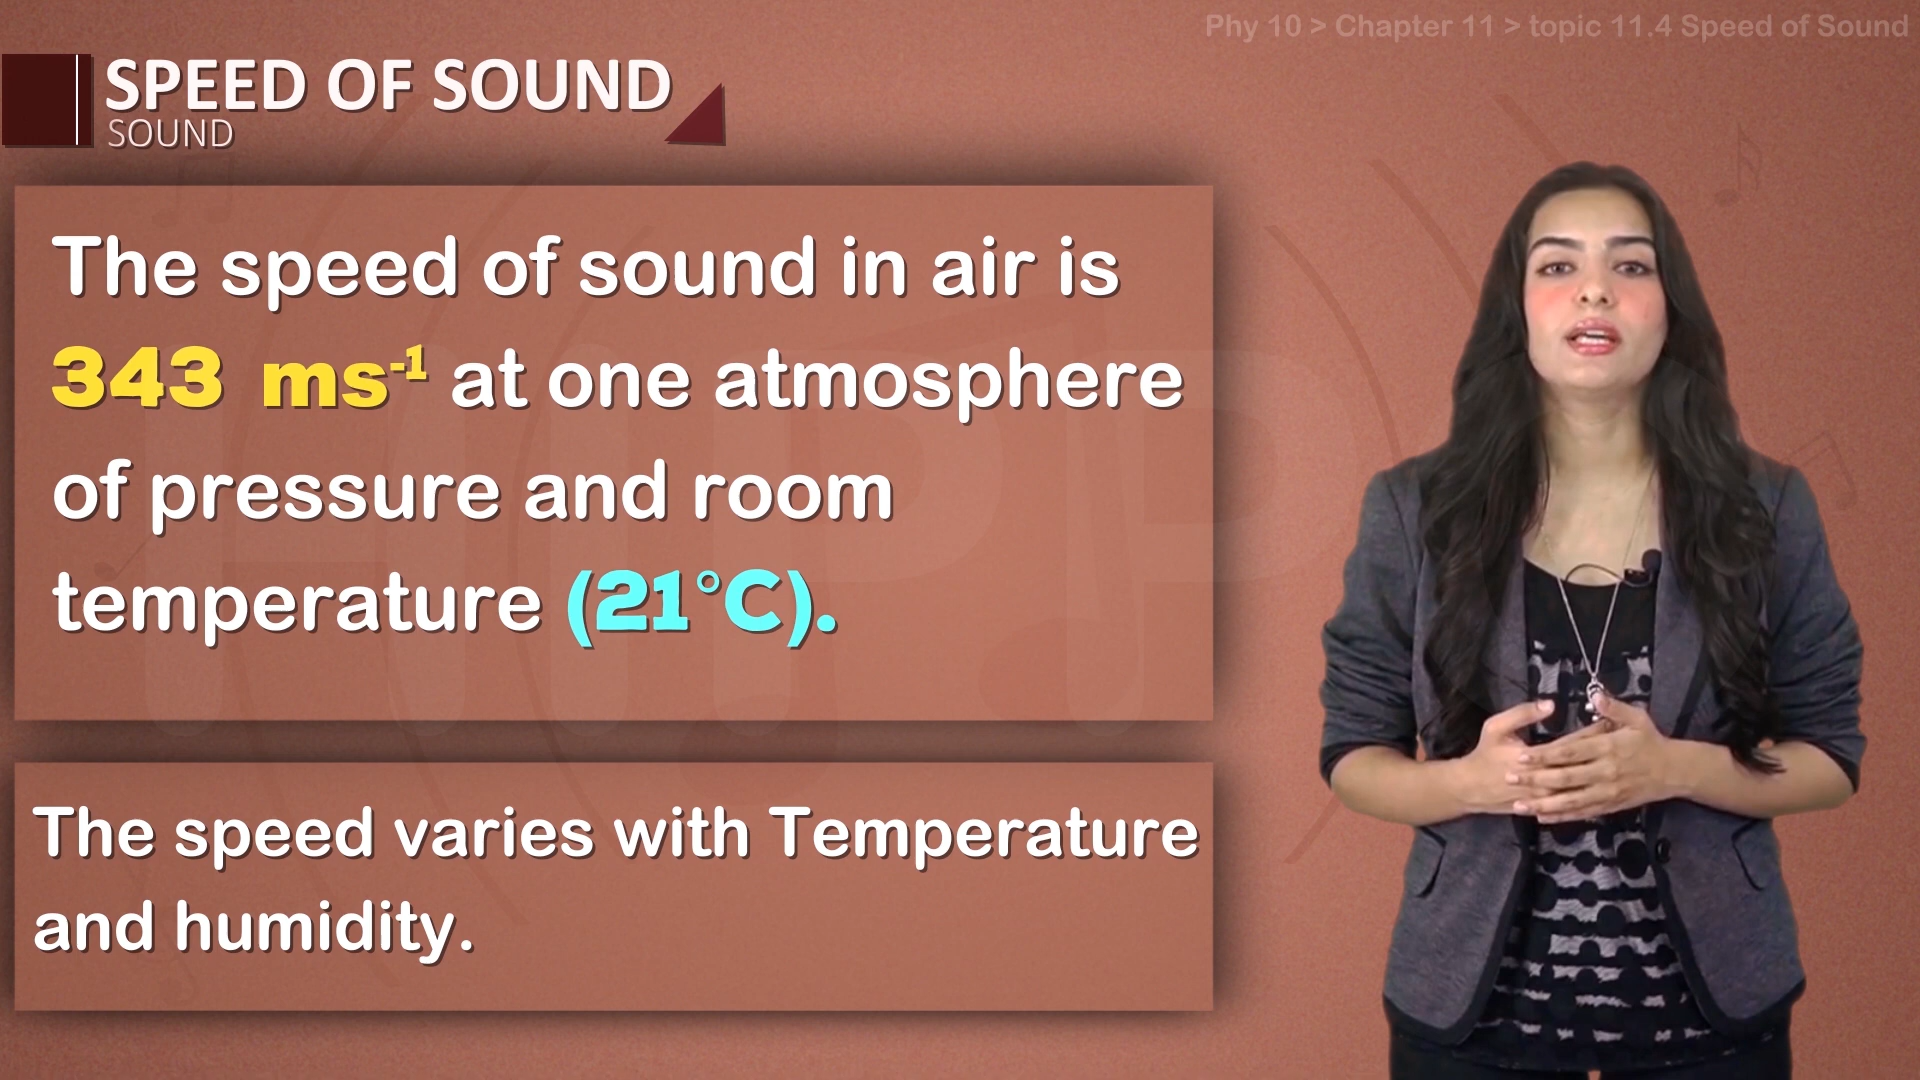 Phy 10 > Chapter 11 > topic 11.4 Speed of Sound
SPEED OF SOUND
SOUND
The speed of sound in air is
343 ms⁻¹ at one atmosphere
of pressure and room
temperature (21°C).
The speed varies with Temperature
and humidity.